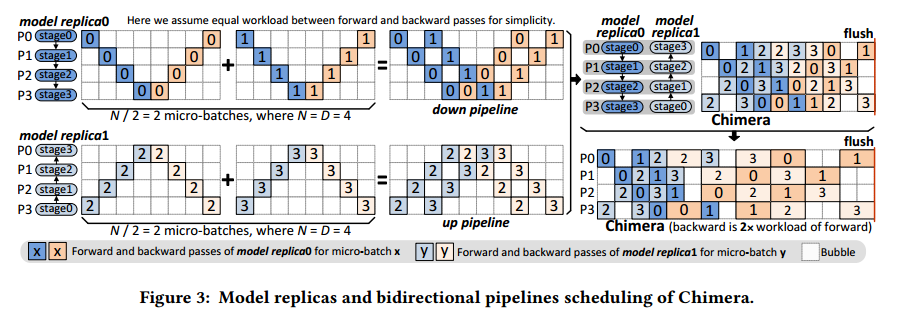 model replica0
Here we assume equal workload between forward and backward passes for simplicity.
P0 stage0
P1 stage1
P2 stage2
P3 stage3
0 0
0 0
0 0
0 0
+
1 1
1 1
1 1
1 1
=
0 1 0 1
0 1 0 1
0 1 0 1
0 0 1 1
N / 2 = 2 micro-batches, where N = D = 4
down pipeline
model replica1
P0 stage3
P1 stage2
P2 stage1
P3 stage0
2 2
2 2
2 2
2 2
+
3 3
3 3
3 3
3 3
=
2 2 3 3
2 3 2 3
2 3 2 3
2 3 2 3
N / 2 = 2 micro-batches, where N = D = 4
up pipeline
model replica0
model replica1
flush
P0 stage0 stage3
P1 stage1 stage2
P2 stage2 stage1
P3 stage3 stage0
0 1 2 2 3 3 0 1
0 2 1 3 2 0 3 1
2 0 3 1 0 2 1 3
2 3 0 0 1 1 2 3
Chimera
flush
P0 0 1 2 2 3 3 0 1
P1 0 2 1 3 2 0 3 1
P2 2 0 3 1 0 2 1 3
P3 2 3 0 0 1 1 2 3
Chimera (backward is 2× workload of forward)
x x Forward and backward passes of model replica0 for micro-batch x
y y Forward and backward passes of model replica1 for micro-batch y
Bubble
Figure 3: Model replicas and bidirectional pipelines scheduling of Chimera.